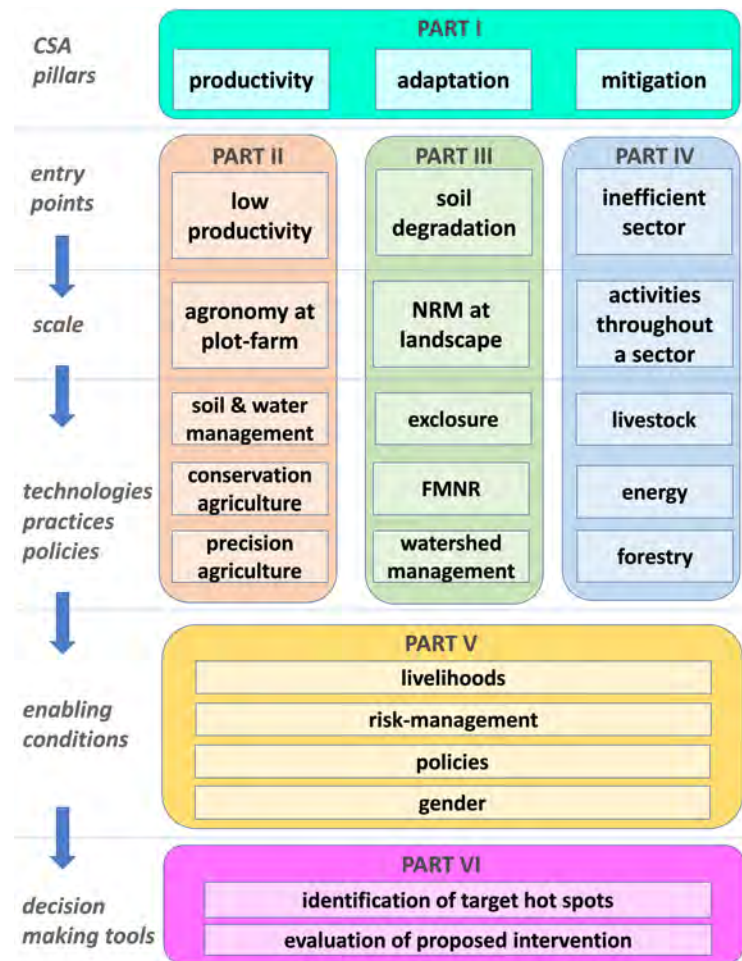 CSA
pillars
PART I
productivity
adaptation
mitigation
entry
points
scale
technologies
practices
policies
PART II
low
productivity
agronomy at
plot-farm
soil & water
management
conservation
agriculture
precision
agriculture
PART III
soil
degradation
NRM at
landscape
exclosure
FMNR
watershed
management
PART IV
inefficient
sector
activities
throughout
a sector
livestock
energy
forestry
enabling
conditions
PART V
livelihoods
risk-management
policies
gender
decision
making tools
PART VI
identification of target hot spots
evaluation of proposed intervention